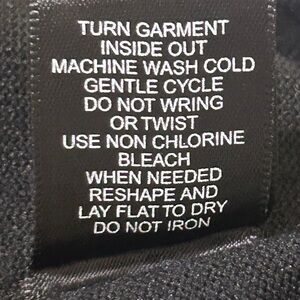 TURN GARMENT
INSIDE OUT
MACHINE WASH COLD
GENTLE CYCLE
DO NOT WRING
OR TWIST
USE NON CHLORINE
BLEACH
WHEN NEEDED
RESHAPE AND
LAY FLAT TO DRY
DO NOT IRON